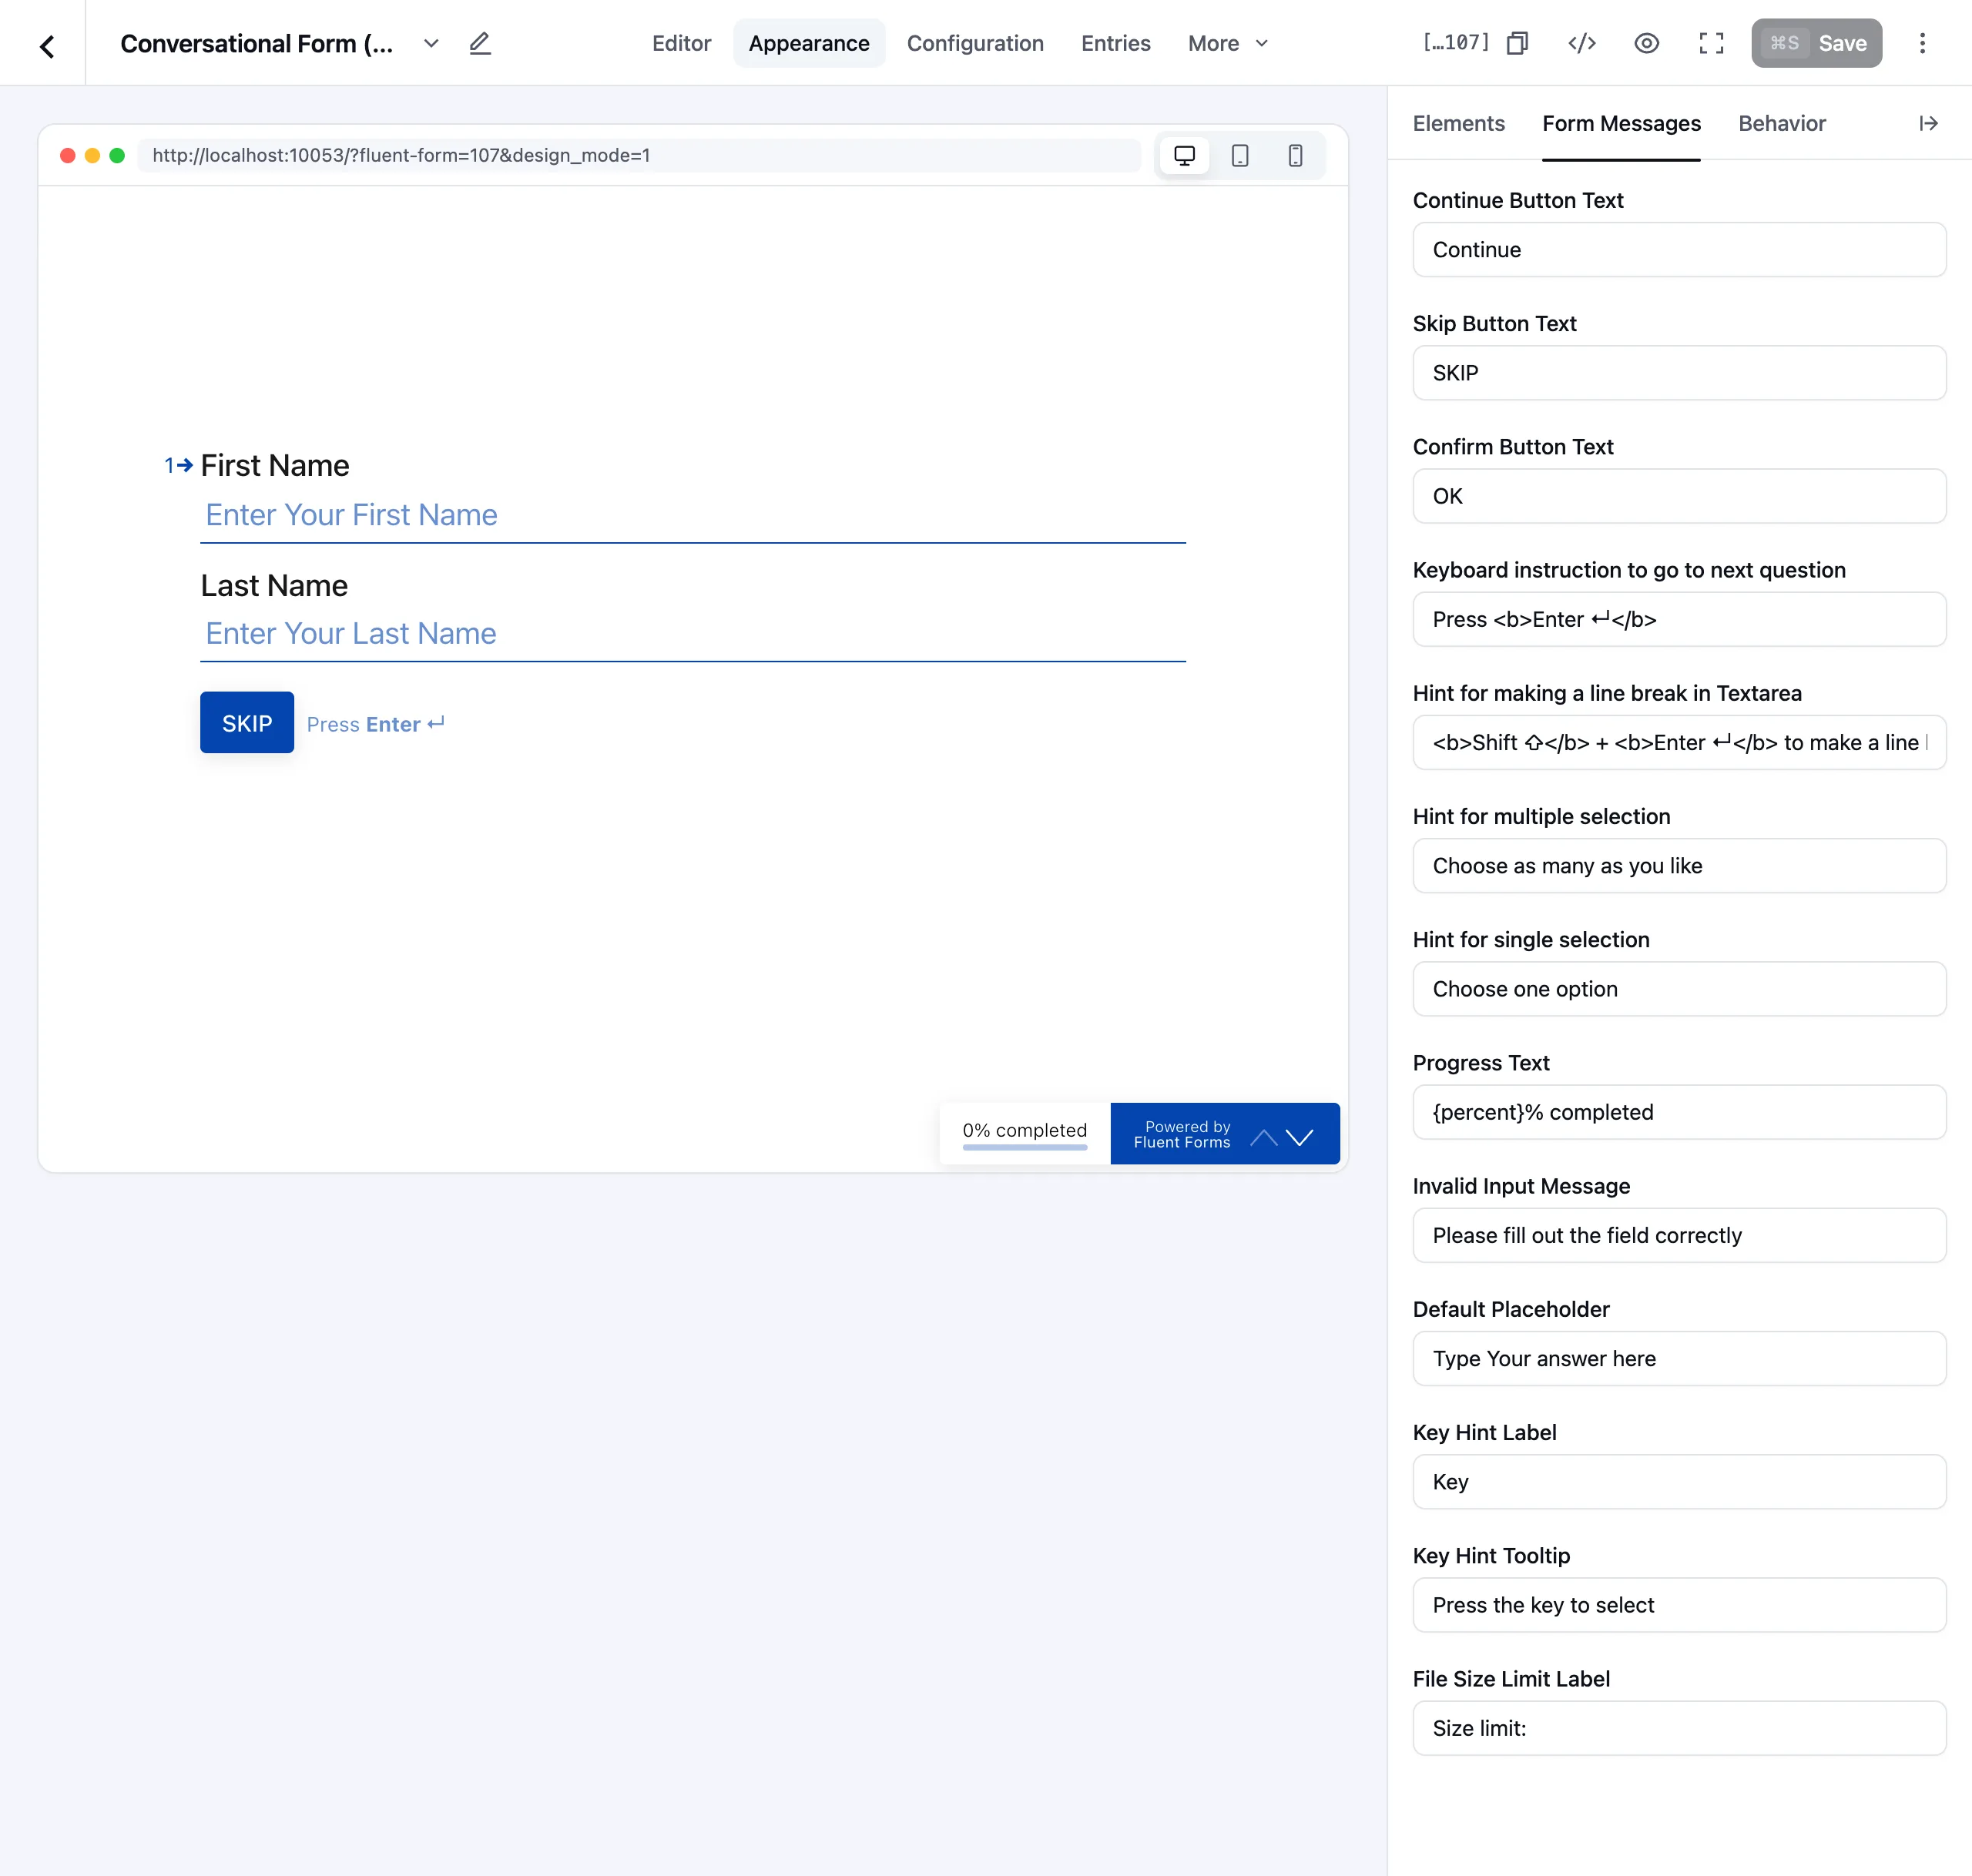 Conversational Form (...
Editor
Appearance
Configuration
Entries
More
[...107]
⌘S Save
http://localhost:10053/?fluent-form=107&design_mode=1
1 First Name
Enter Your First Name
Last Name
Enter Your Last Name
SKIP
Press Enter ↵
0% completed
Powered by
Fluent Forms
Elements
Form Messages
Behavior
Continue Button Text
Continue
Skip Button Text
SKIP
Confirm Button Text
OK
Keyboard instruction to go to next question
Press <b>Enter ↵</b>
Hint for making a line break in Textarea
<b>Shift ⇧</b> + <b>Enter ↵</b> to make a line
Hint for multiple selection
Choose as many as you like
Hint for single selection
Choose one option
Progress Text
{percent}% completed
Invalid Input Message
Please fill out the field correctly
Default Placeholder
Type Your answer here
Key Hint Label
Key
Key Hint Tooltip
Press the key to select
File Size Limit Label
Size limit: